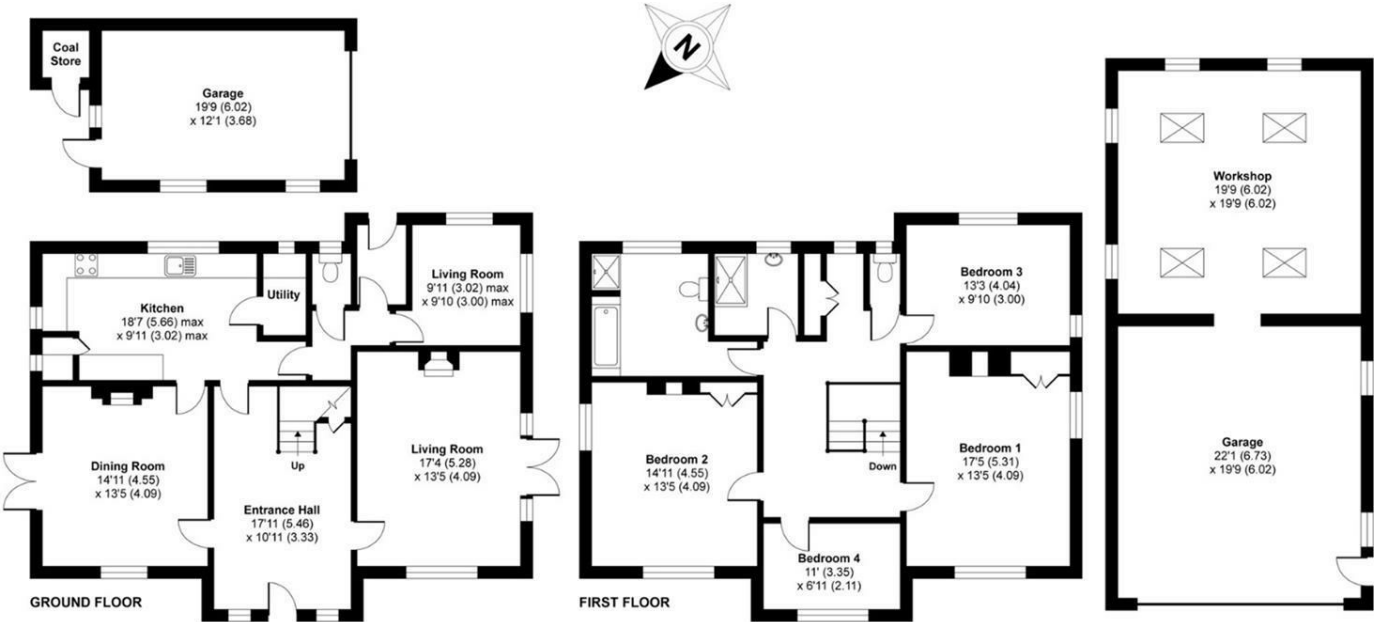 Coal
Store
Garage
19'9 (6.02)
x 12'1 (3.68)
N
Living Room
9'11 (3.02) max
x 9'10 (3.00) max
Utility
Kitchen
18'7 (5.66) max
x 9'11 (3.02) max
Dining Room
14'11 (4.55)
x 13'5 (4.09)
Up
Entrance Hall
17'11 (5.46)
x 10'11 (3.33)
Living Room
17'4 (5.28)
x 13'5 (4.09)
GROUND FLOOR
Bedroom 3
13'3 (4.04)
x 9'10 (3.00)
Bedroom 2
14'11 (4.55)
x 13'5 (4.09)
Down
Bedroom 1
17'5 (5.31)
x 13'5 (4.09)
Bedroom 4
11' (3.35)
x 6'11 (2.11)
FIRST FLOOR
Workshop
19'9 (6.02)
x 19'9 (6.02)
Garage
22'1 (6.73)
x 19'9 (6.02)